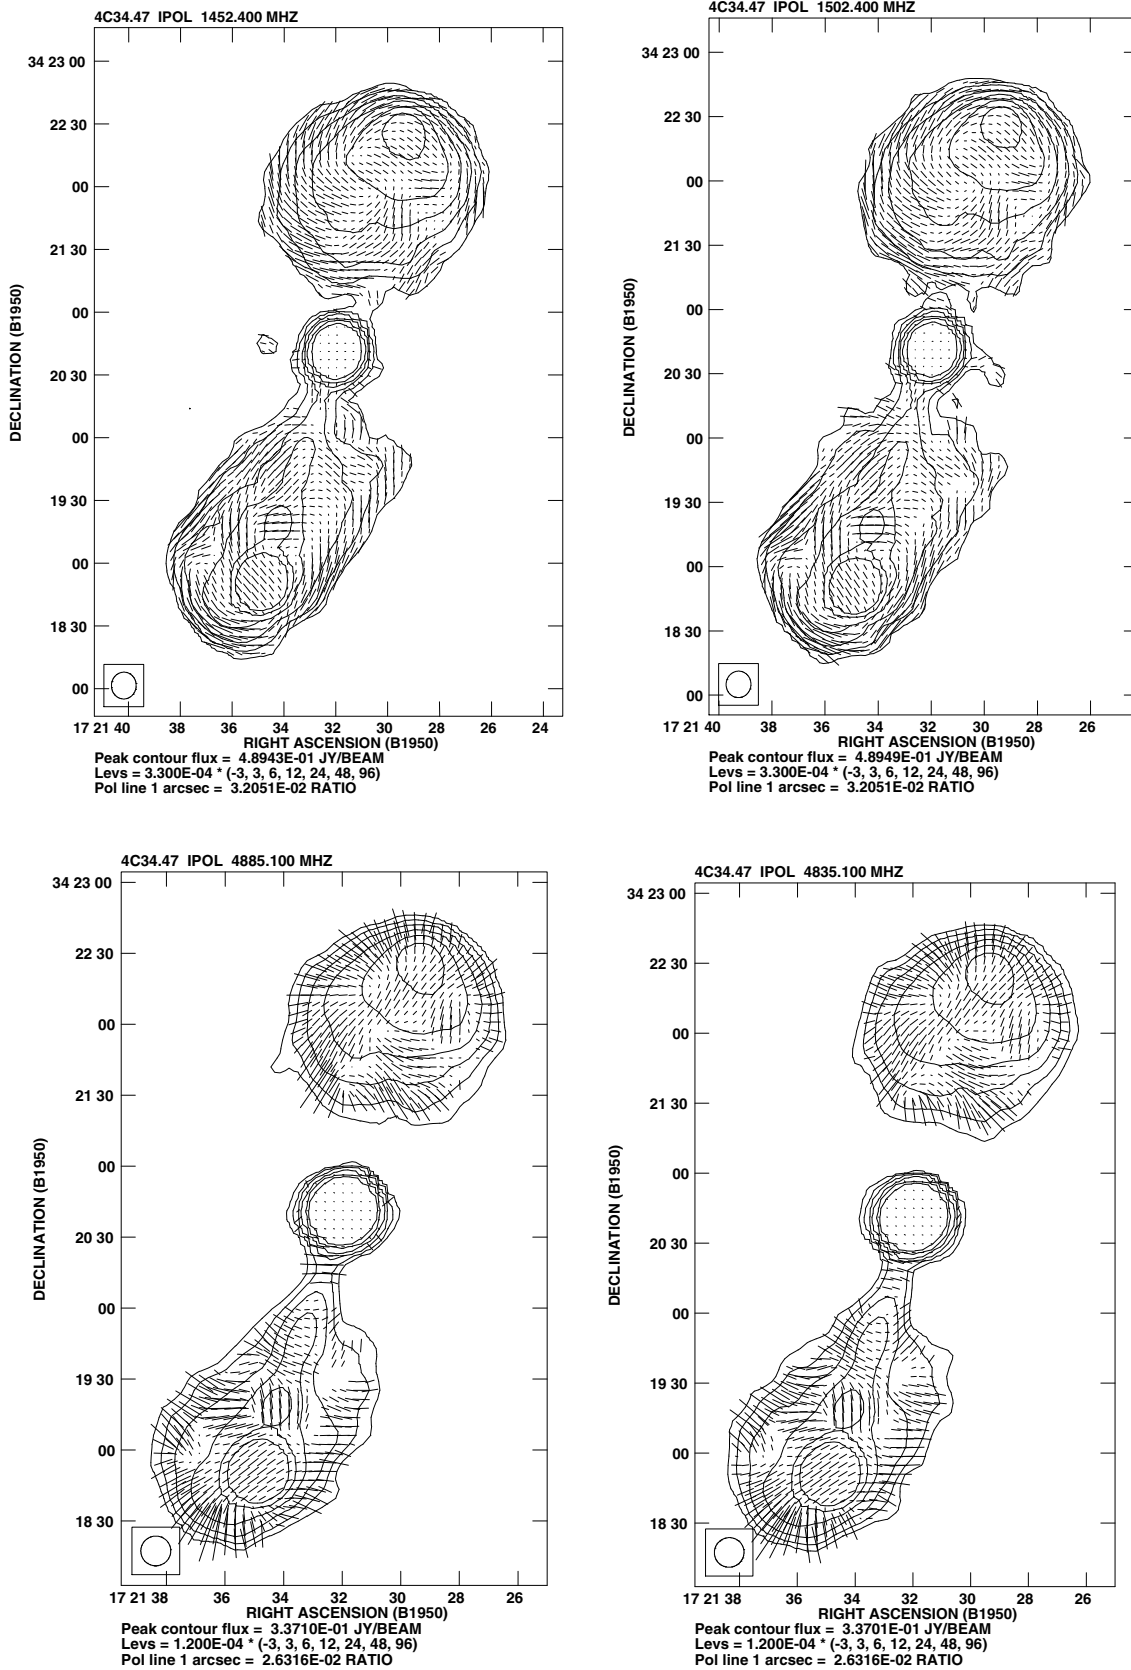 4C34.47 IPOL 1452.400 MHZ
34 23 00
22 30
00
21 30
00
20 30
00
19 30
00
18 30
00
DECLINATION (B1950)
17 21 40 38 36 34 32 30 28 26 24
RIGHT ASCENSION (B1950)
Peak contour flux = 4.8943E-01 JY/BEAM
Levs = 3.300E-04 * (-3, 3, 6, 12, 24, 48, 96)
Pol line 1 arcsec = 3.2051E-02 RATIO
4C34.47 IPOL 1502.400 MHZ
34 23 00
22 30
00
21 30
00
20 30
00
19 30
00
18 30
00
DECLINATION (B1950)
17 21 40 38 36 34 32 30 28 26
RIGHT ASCENSION (B1950)
Peak contour flux = 4.8949E-01 JY/BEAM
Levs = 3.300E-04 * (-3, 3, 6, 12, 24, 48, 96)
Pol line 1 arcsec = 3.2051E-02 RATIO
4C34.47 IPOL 4885.100 MHZ
34 23 00
22 30
00
21 30
00
20 30
00
19 30
00
18 30
DECLINATION (B1950)
17 21 38 36 34 32 30 28 26
RIGHT ASCENSION (B1950)
Peak contour flux = 3.3710E-01 JY/BEAM
Levs = 1.200E-04 * (-3, 3, 6, 12, 24, 48, 96)
Pol line 1 arcsec = 2.6316E-02 RATIO
4C34.47 IPOL 4835.100 MHZ
34 23 00
22 30
00
21 30
00
20 30
00
19 30
00
18 30
DECLINATION (B1950)
17 21 38 36 34 32 30 28 26
RIGHT ASCENSION (B1950)
Peak contour flux = 3.3701E-01 JY/BEAM
Levs = 1.200E-04 * (-3, 3, 6, 12, 24, 48, 96)
Pol line 1 arcsec = 2.6316E-02 RATIO